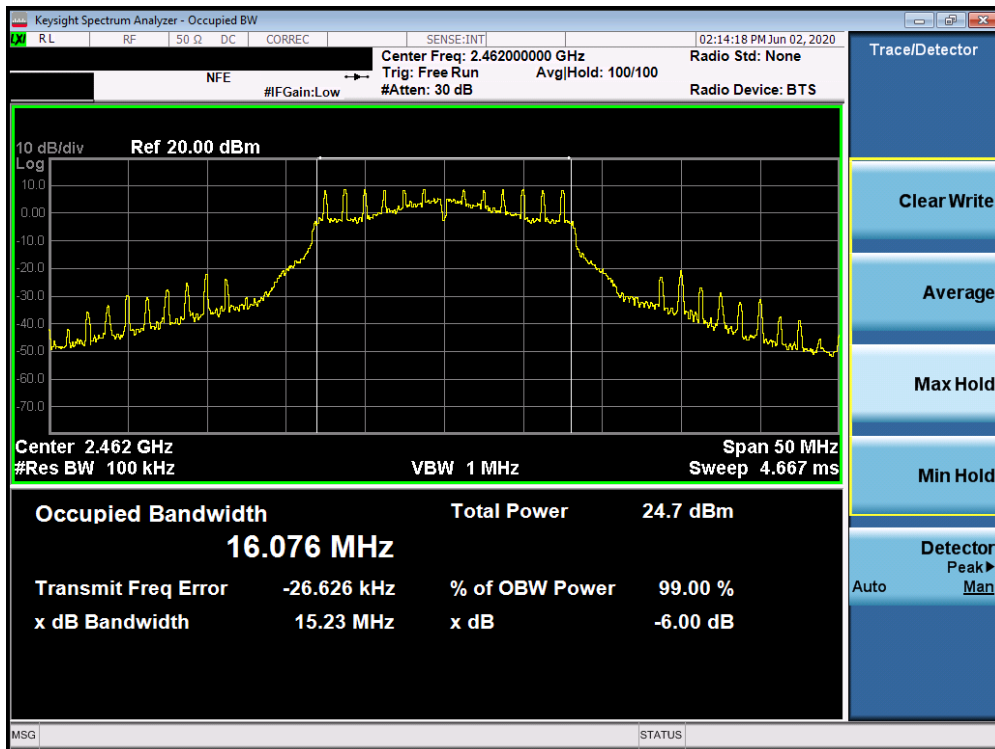 Keysight Spectrum Analyzer - Occupied BW
LXI RL RF 50 Ω DC CORREC SENSE:INT 02:14:18 PM Jun 02, 2020
Center Freq: 2.462000000 GHz Radio Std: None
NFE Trig: Free Run Avg|Hold: 100/100
#IFGain:Low #Atten: 30 dB Radio Device: BTS
10 dB/div Ref 20.00 dBm
Log
10.0
0.00
-10.0
-20.0
-30.0
-40.0
-50.0
-60.0
-70.0
Center 2.462 GHz Span 50 MHz
#Res BW 100 kHz VBW 1 MHz Sweep 4.667 ms
Occupied Bandwidth Total Power 24.7 dBm
16.076 MHz
Transmit Freq Error -26.626 kHz % of OBW Power 99.00 %
x dB Bandwidth 15.23 MHz x dB -6.00 dB
MSG STATUS
Trace/Detector
Clear Write
Average
Max Hold
Min Hold
Detector
Peak▶
Auto Man